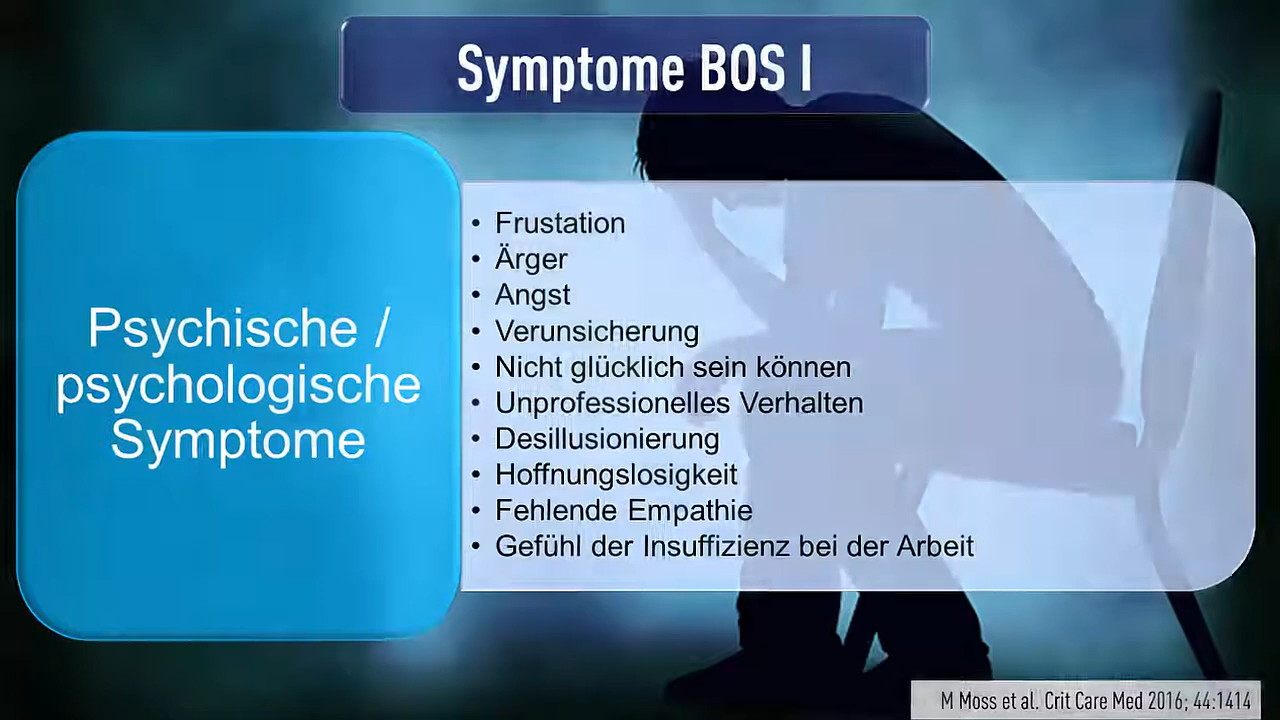 Symptome BOS I
Psychische /
psychologische
Symptome
• Frustation
• Ärger
• Angst
• Verunsicherung
• Nicht glücklich sein können
• Unprofessionelles Verhalten
• Desillusionierung
• Hoffnungslosigkeit
• Fehlende Empathie
• Gefühl der Insuffizienz bei der Arbeit
M Moss et al. Crit Care Med 2016; 44:1414